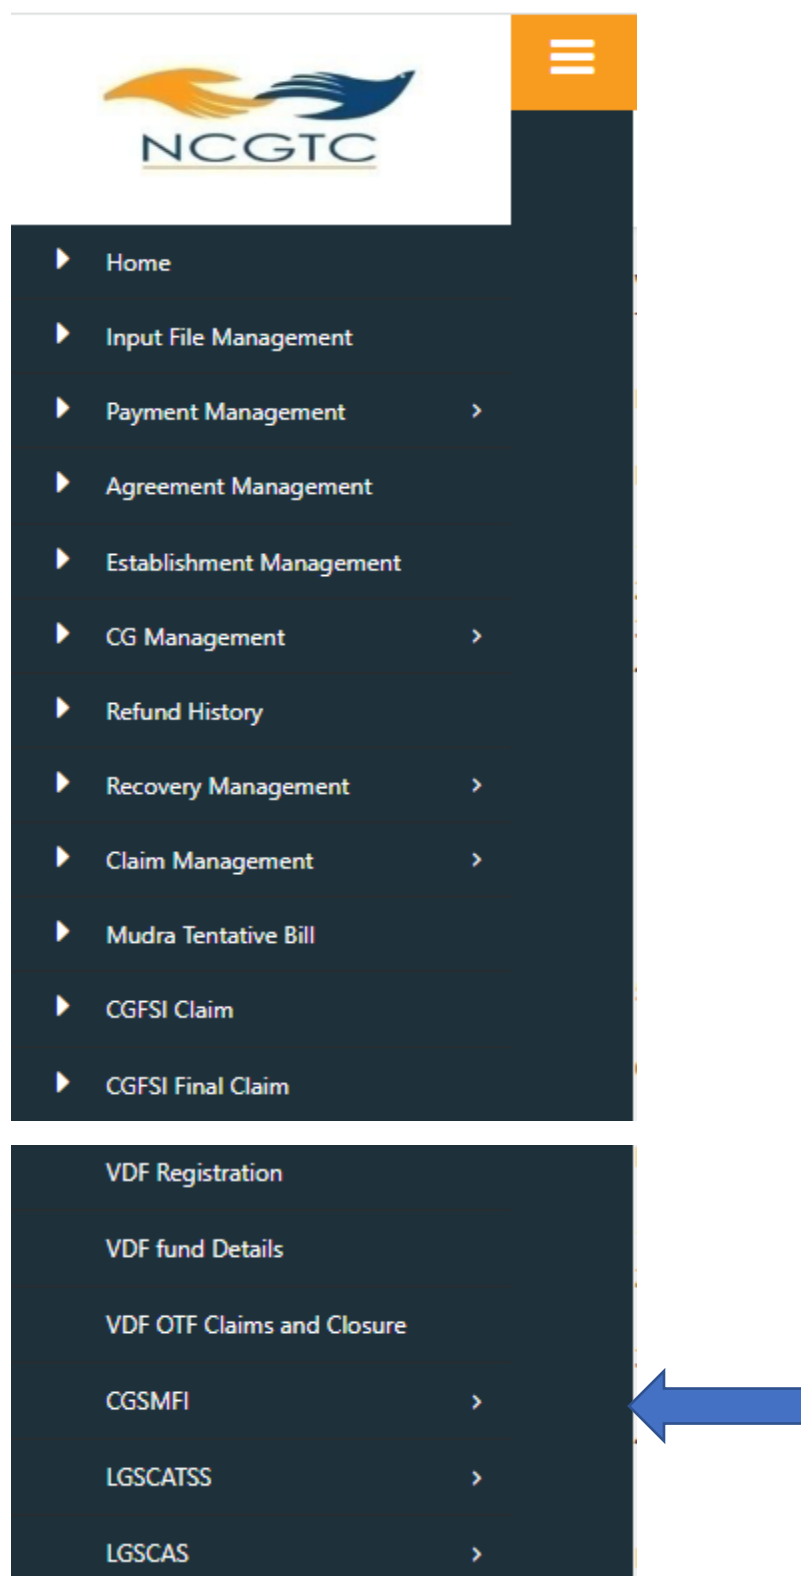 NCGTC
Home
Input File Management
Payment Management
Agreement Management
Establishment Management
CG Management
Refund History
Recovery Management
Claim Management
Mudra Tentative Bill
CGFSI Claim
CGFSI Final Claim
VDF Registration
VDF fund Details
VDF OTF Claims and Closure
CGSMFI
LGSCATSS
LGSCAS